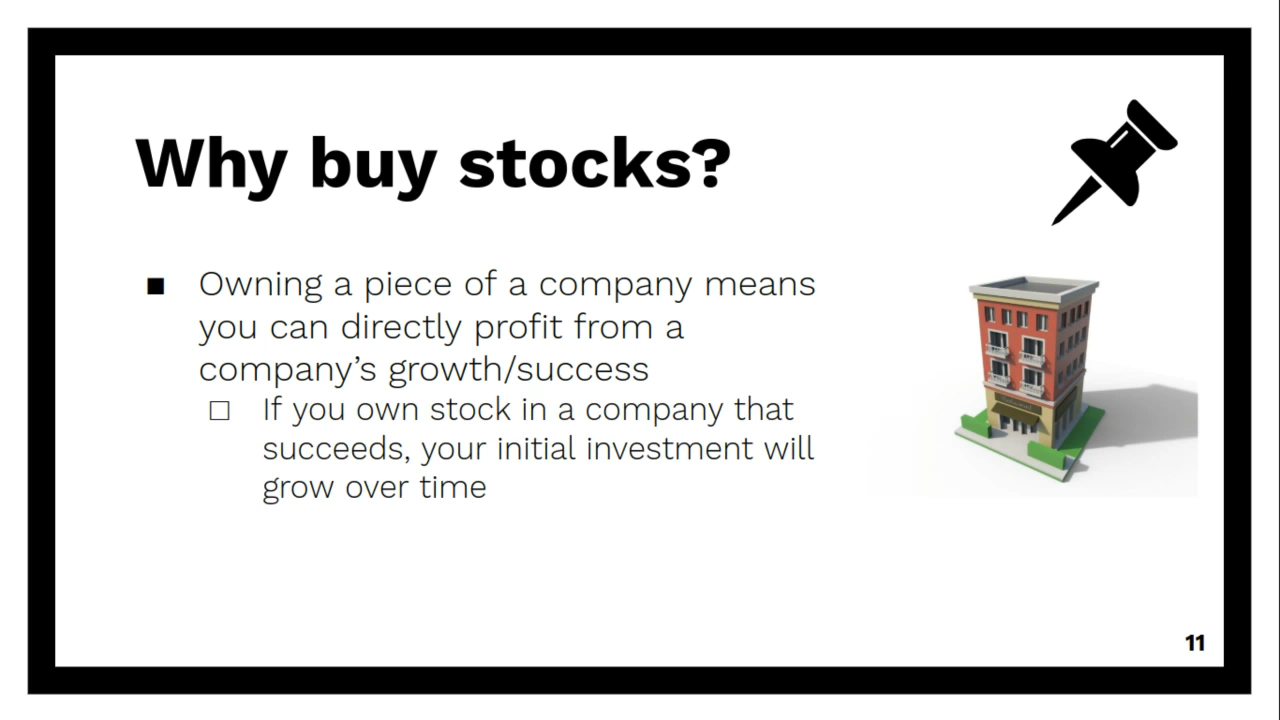 Why buy stocks?
■ Owning a piece of a company means
you can directly profit from a
company’s growth/success
□ If you own stock in a company that
succeeds, your initial investment will
grow over time
11